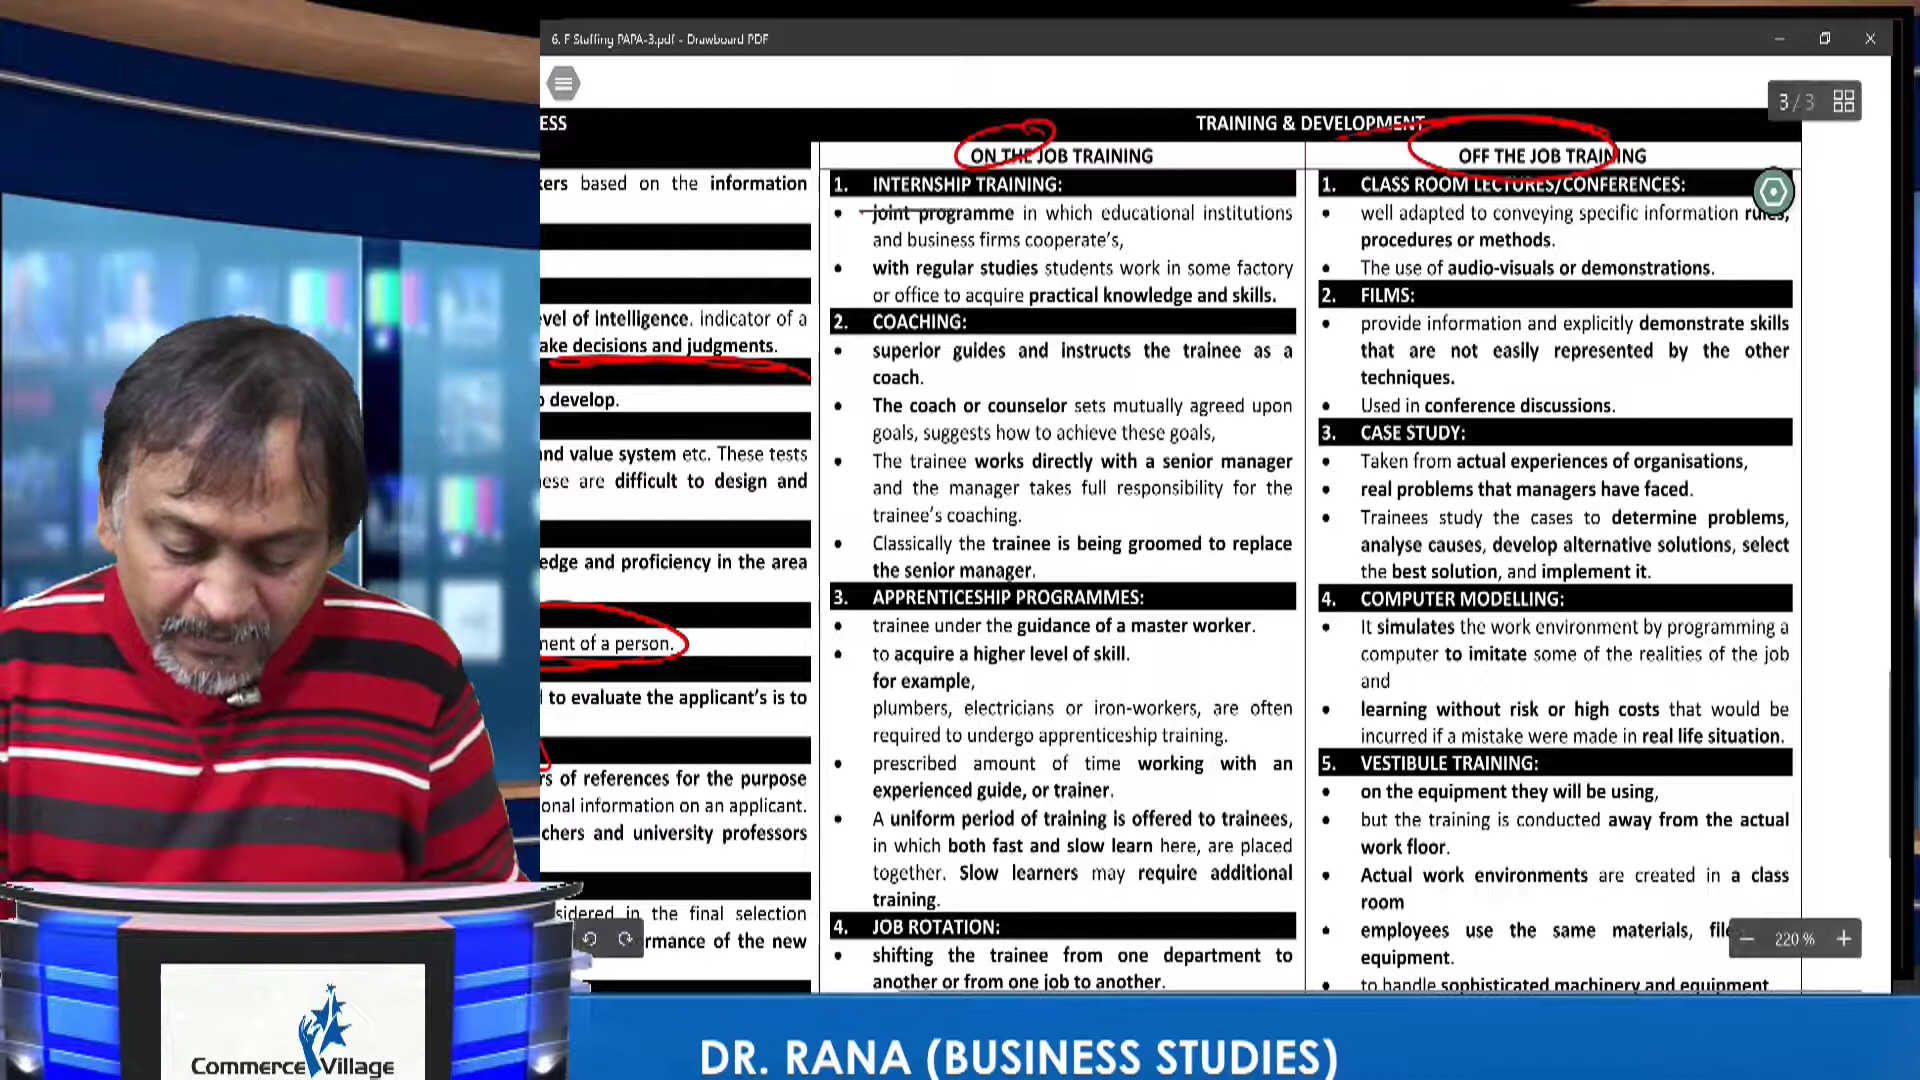 6. F Staffing PAPA-3.pdf - Drawboard PDF
3 / 3
ESS
TRAINING & DEVELOPMENT
kers based on the information
evel of intelligence. indicator of a
ake decisions and judgments.
develop.
and value system etc. These tests
ese are difficult to design and
edge and proficiency in the area
ment of a person.
to evaluate the applicant's is to
rs of references for the purpose
onal information on an applicant.
chers and university professors
sidered in the final selection
rmance of the new
ON THE JOB TRAINING
1. INTERNSHIP TRAINING:
• joint programme in which educational institutions
and business firms cooperate's,
• with regular studies students work in some factory
or office to acquire practical knowledge and skills.
2. COACHING:
• superior guides and instructs the trainee as a
coach.
• The coach or counselor sets mutually agreed upon
goals, suggests how to achieve these goals,
• The trainee works directly with a senior manager
and the manager takes full responsibility for the
trainee's coaching.
• Classically the trainee is being groomed to replace
the senior manager.
3. APPRENTICESHIP PROGRAMMES:
• trainee under the guidance of a master worker.
• to acquire a higher level of skill.
for example,
plumbers, electricians or iron-workers, are often
required to undergo apprenticeship training.
• prescribed amount of time working with an
experienced guide, or trainer.
• A uniform period of training is offered to trainees,
in which both fast and slow learn here, are placed
together. Slow learners may require additional
training.
4. JOB ROTATION:
• shifting the trainee from one department to
another or from one job to another.
OFF THE JOB TRAINING
1. CLASS ROOM LECTURES/CONFERENCES:
• well adapted to conveying specific information rules,
procedures or methods.
• The use of audio-visuals or demonstrations.
2. FILMS:
• provide information and explicitly demonstrate skills
that are not easily represented by the other
techniques.
• Used in conference discussions.
3. CASE STUDY:
• Taken from actual experiences of organisations,
• real problems that managers have faced.
• Trainees study the cases to determine problems,
analyse causes, develop alternative solutions, select
the best solution, and implement it.
4. COMPUTER MODELLING:
• It simulates the work environment by programming a
computer to imitate some of the realities of the job
and
• learning without risk or high costs that would be
incurred if a mistake were made in real life situation.
5. VESTIBULE TRAINING:
• on the equipment they will be using,
• but the training is conducted away from the actual
work floor.
• Actual work environments are created in a class
room
• employees use the same materials,
equipment.
• to handle sophisticated machinery and equipment
220 %
Commerce Village
DR. RANA (BUSINESS STUDIES)